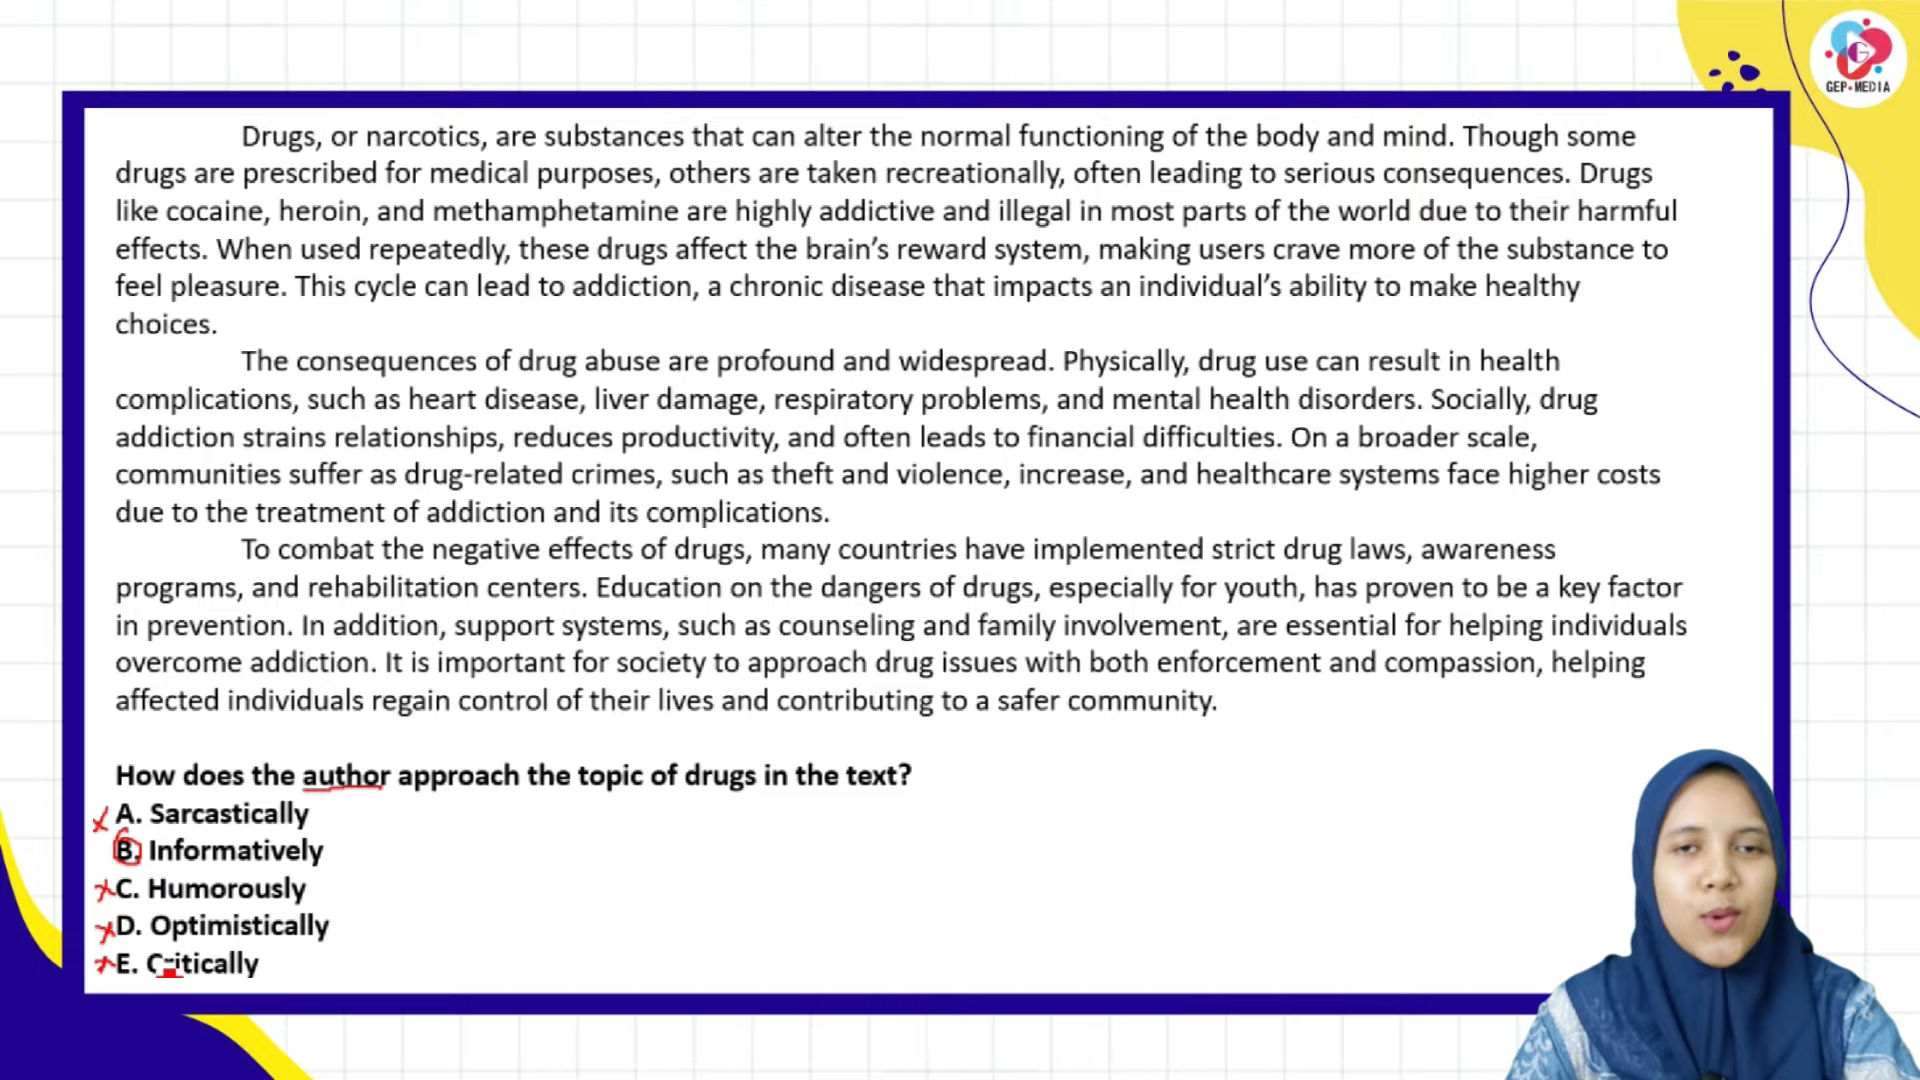 GEP•MEDIA
Drugs, or narcotics, are substances that can alter the normal functioning of the body and mind. Though some
drugs are prescribed for medical purposes, others are taken recreationally, often leading to serious consequences. Drugs
like cocaine, heroin, and methamphetamine are highly addictive and illegal in most parts of the world due to their harmful
effects. When used repeatedly, these drugs affect the brain’s reward system, making users crave more of the substance to
feel pleasure. This cycle can lead to addiction, a chronic disease that impacts an individual’s ability to make healthy
choices.
The consequences of drug abuse are profound and widespread. Physically, drug use can result in health
complications, such as heart disease, liver damage, respiratory problems, and mental health disorders. Socially, drug
addiction strains relationships, reduces productivity, and often leads to financial difficulties. On a broader scale,
communities suffer as drug-related crimes, such as theft and violence, increase, and healthcare systems face higher costs
due to the treatment of addiction and its complications.
To combat the negative effects of drugs, many countries have implemented strict drug laws, awareness
programs, and rehabilitation centers. Education on the dangers of drugs, especially for youth, has proven to be a key factor
in prevention. In addition, support systems, such as counseling and family involvement, are essential for helping individuals
overcome addiction. It is important for society to approach drug issues with both enforcement and compassion, helping
affected individuals regain control of their lives and contributing to a safer community.
How does the author approach the topic of drugs in the text?
A. Sarcastically
B. Informatively
C. Humorously
D. Optimistically
E. Critically